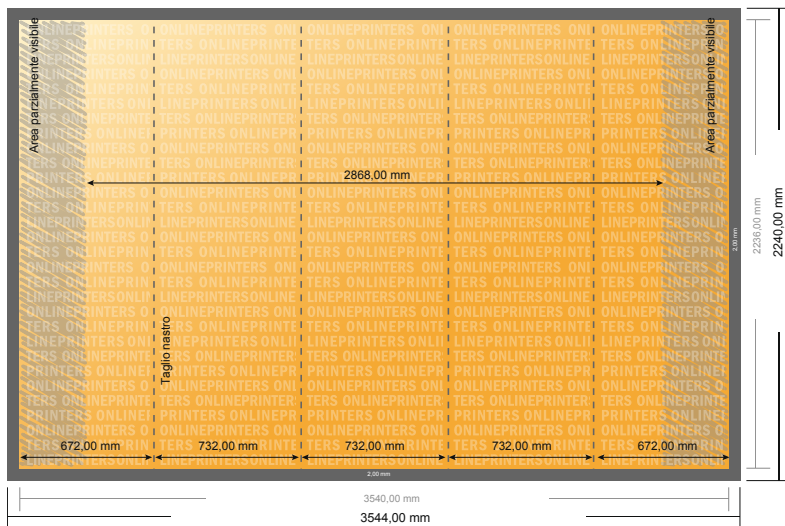 Area parzialmente visibile
Area parzialmente visibile
2868,00 mm
Taglio nastro
672,00 mm
732,00 mm
732,00 mm
732,00 mm
672,00 mm
2,00 mm
2,00 mm
2236,00 mm
2240,00 mm
3540,00 mm
3544,00 mm
ONLINEPRINTERS